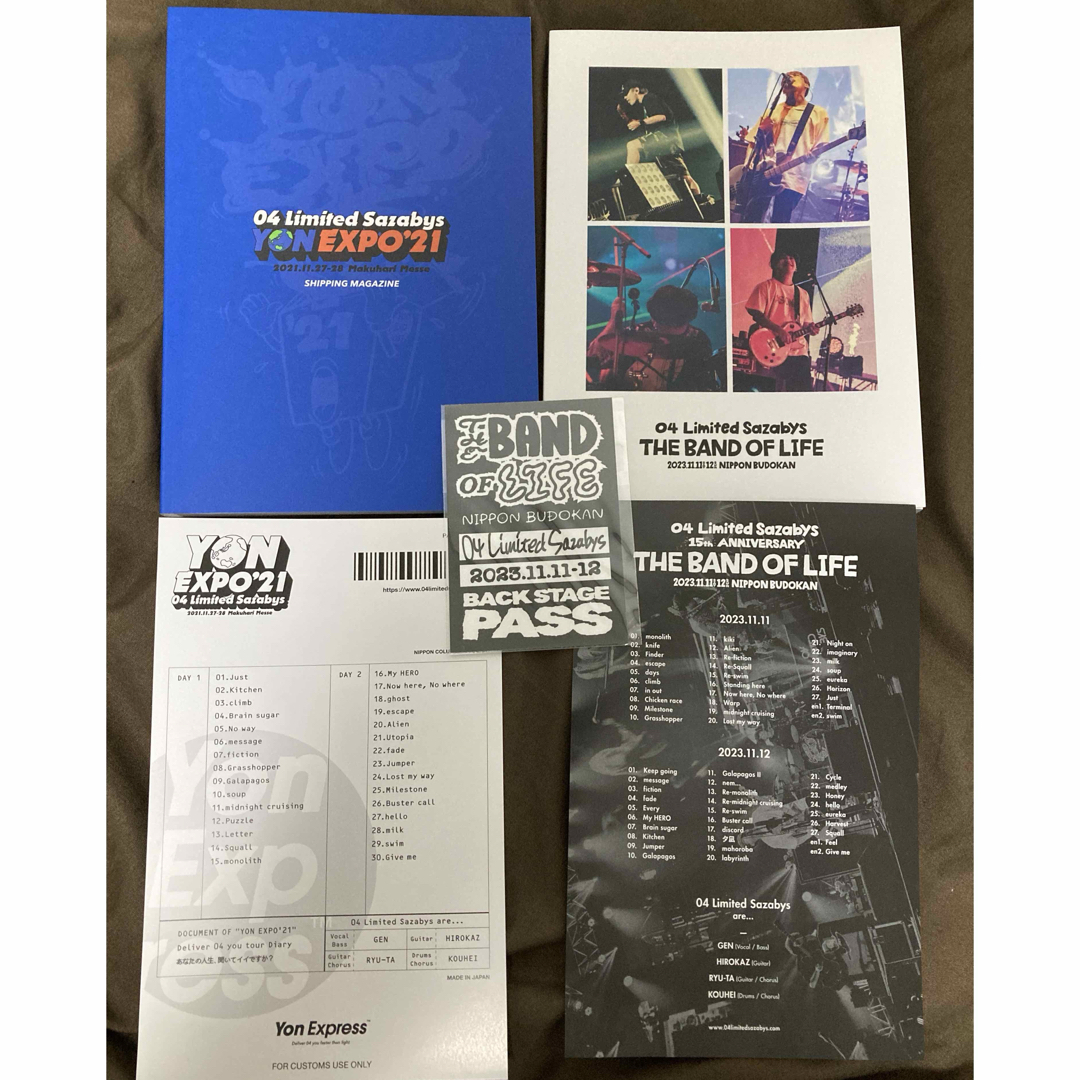 YON
EXPO
04 Limited Sazabys
YON EXPO'21
2021.11.27-28 Makuhari Messe
SHIPPING MAGAZINE
'21
04 Limited Sazabys
THE BAND OF LIFE
2023.11.11 12 NIPPON BUDOKAN
THE BAND
OF LIFE
NIPPON BUDOKAN
04 Limited Sazabys
2023.11.11-12
BACK STAGE
PASS
YON
EXPO'21
04 Limited Sazabys
2021.11.27-28 Makuhari Messe
https://www.04limited
NIPPON COLU
DAY 1
01.Just
02.Kitchen
03.climb
04.Brain sugar
05.No way
06.message
07.fiction
08.Grasshopper
09.Galapagos
10.soup
11.midnight cruising
12.Puzzle
13.Letter
14.Squall
15.monolith
DAY 2
16.My HERO
17.Now here, No where
18.ghost
19.escape
20.Alien
21.Utopia
22.fade
23.Jumper
24.Lost my way
25.Milestone
26.Buster call
27.hello
28.milk
29.swim
30.Give me
Yon
Exp
ress™
DOCUMENT OF "YON EXPO'21"
Deliver 04 you tour Diary
あなたの人生、聞いてイイですか?
04 Limited Sazabys are...
Vocal Bass: GEN
Guitar: HIROKAZ
Guitar Chorus: RYU-TA
Drums Chorus: KOUHEI
MADE IN JAPAN
Yon Express™
Deliver 04 you faster than light.
FOR CUSTOMS USE ONLY
04 Limited Sazabys
15th ANNIVERSARY
THE BAND OF LIFE
2023.11.11 12 NIPPON BUDOKAN
2023.11.11
01. monolith
02. knife
03. Finder
04. escape
05. days
06. climb
07. in out
08. Chicken race
09. Milestone
10. Grasshopper
11. kiki
12. Alien
13. Re-fiction
14. Re-Squall
15. Re-swim
16. Standing here
17. Now here, No where
18. Warp
19. midnight cruising
20. Lost my way
21. Night on
22. imaginary
23. milk
24. soup
25. eureka
26. Horizon
27. Just
en1. Terminal
en2. swim
2023.11.12
01. Keep going
02. message
03. fiction
04. fade
05. Every
06. My HERO
07. Brain sugar
08. Kitchen
09. Jumper
10. Galapagos
11. Galapagos II
12. nem...
13. Re-monolith
14. Re-midnight cruising
15. Re-swim
16. Buster call
17. discord
18. 夕凪
19. mahoroba
20. labyrinth
21. Cycle
22. medley
23. Honey
24. hello
25. eureka
26. Harvest
27. Squall
en1. Feel
en2. Give me
04 Limited Sazabys
are...
GEN (Vocal / Bass)
HIROKAZ (Guitar)
RYU-TA (Guitar / Chorus)
KOUHEI (Drums / Chorus)
www.04limitedsazabys.com